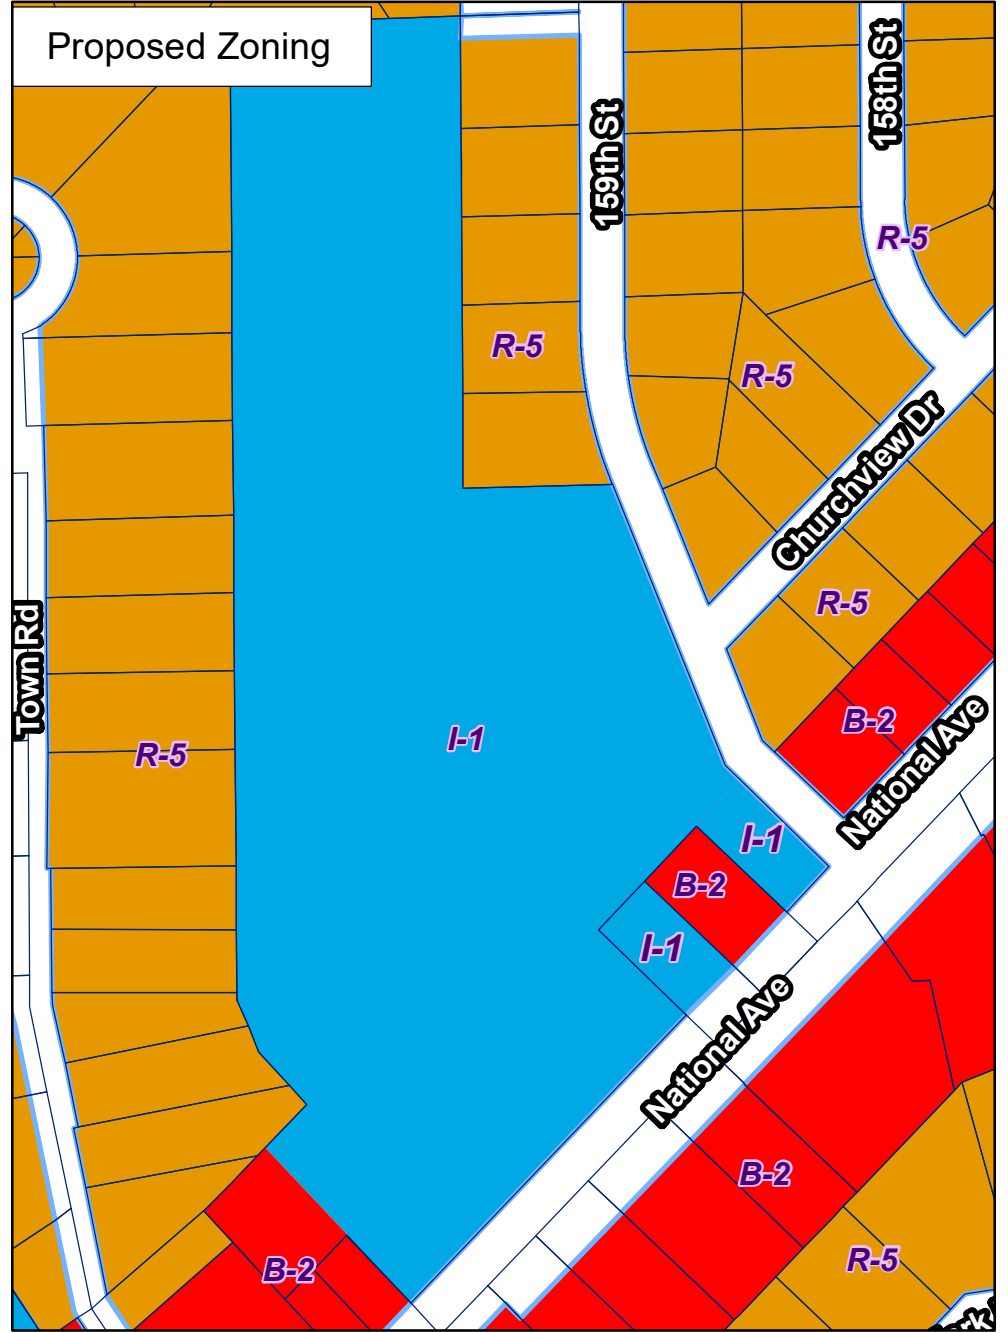 Proposed Zoning
159th St
158th St
R-5
R-5
R-5
Churchview Dr
R-5
Town Rd
B-2
National Ave
I-1
R-5
I-1
B-2
I-1
National Ave
B-2
R-5
B-2